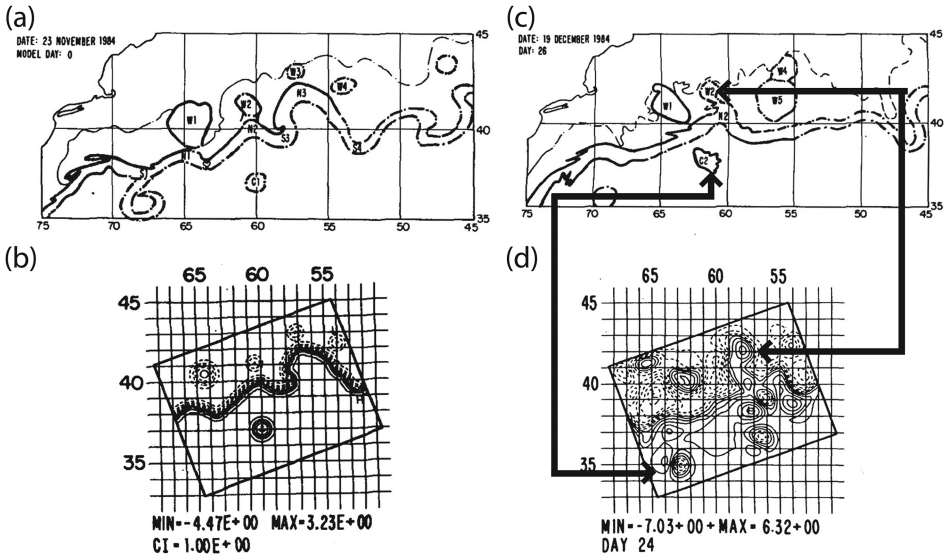 (a)
DATE: 23 NOVEMBER 1984
MODEL DAY: 0
45
40
35
W3
W4
W2
N3
W1
N2
S3
N1
S4
C1
75 70 65 60 55 50 45
(c)
DATE: 19 DECEMBER 1984
DAY: 26
45
40
35
W4
W2
W5
W1
N2
C2
75 70 65 60 55 50 45
(b)
65 60 55
45
40
35
MIN=-4.47E+00 MAX=3.23E+00
CI=1.00E+00
(d)
65 60 55
45
40
35
MIN=-7.03+00+MAX=6.32+00
DAY 24